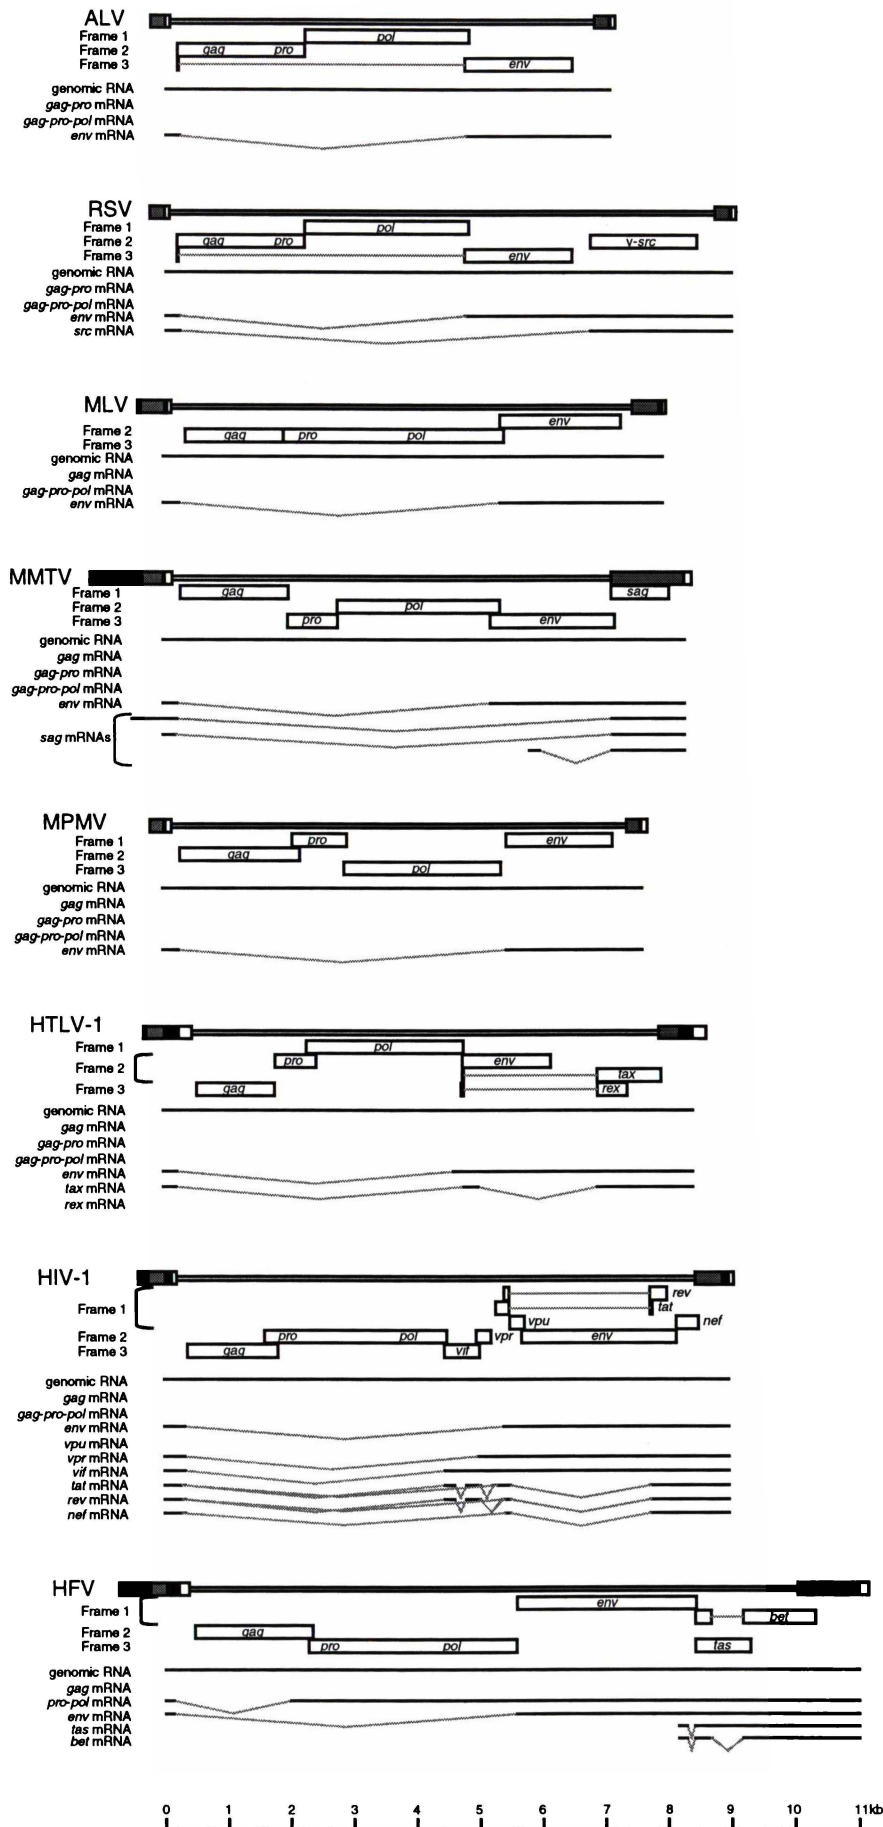 ALV
Frame 1 pol
Frame 2 gag pro
Frame 3 env
genomic RNA
gag-pro mRNA
gag-pro-pol mRNA
env mRNA
RSV
Frame 1 pol
Frame 2 gag pro v-src
Frame 3 env
genomic RNA
gag-pro mRNA
gag-pro-pol mRNA
env mRNA
src mRNA
MLV
env
Frame 2 gag pro pol
Frame 3
genomic RNA
gag mRNA
gag-pro-pol mRNA
env mRNA
MMTV
Frame 1 gag sag
Frame 2 pol
Frame 3 pro env
genomic RNA
gag mRNA
gag-pro mRNA
gag-pro-pol mRNA
env mRNA
sag mRNAs
MPMV
Frame 1 pro env
Frame 2 gag
Frame 3 pol
genomic RNA
gag mRNA
gag-pro mRNA
gag-pro-pol mRNA
env mRNA
HTLV-1
Frame 1 pol
pro env
Frame 2 tax
Frame 3 gag rex
genomic RNA
gag mRNA
gag-pro mRNA
gag-pro-pol mRNA
env mRNA
tax mRNA
rex mRNA
HIV-1
rev
Frame 1 tat
vpu nef
Frame 2 pro pol vpr env
Frame 3 gag vif
genomic RNA
gag mRNA
gag-pro-pol mRNA
env mRNA
vpu mRNA
vpr mRNA
vif mRNA
tat mRNA
rev mRNA
nef mRNA
HFV
env
Frame 1 bet
Frame 2 gag
Frame 3 pro pol tas
genomic RNA
gag mRNA
pro-pol mRNA
env mRNA
tas mRNA
bet mRNA
0 1 2 3 4 5 6 7 8 9 10 11kb